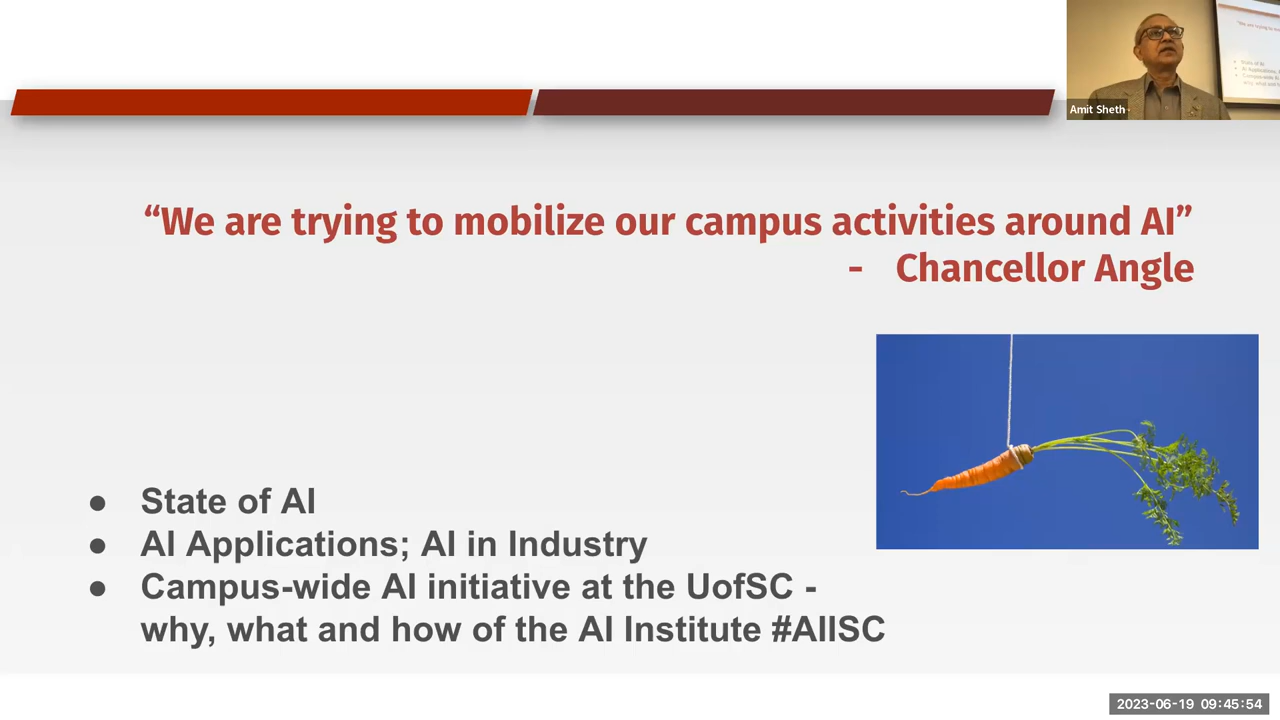 Amit Sheth
“We are trying to mobilize our campus activities around AI”
- Chancellor Angle
● State of AI
● AI Applications; AI in Industry
● Campus-wide AI initiative at the UofSC -
why, what and how of the AI Institute #AIISC
2023-06-19 09:45:54